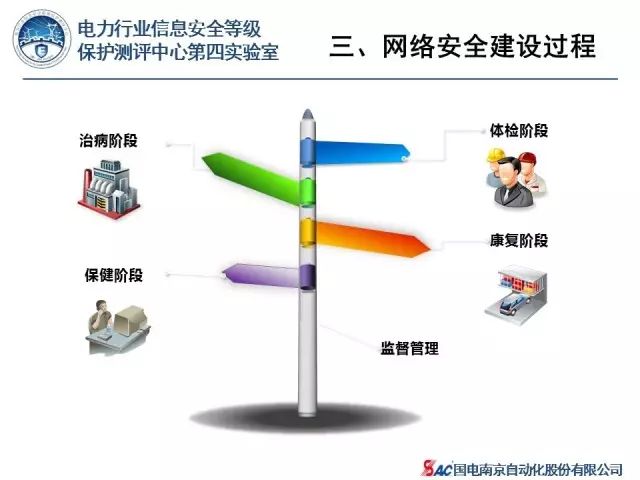 电力行业信息安全等级
保护测评中心第四实验室
三、网络安全建设过程
治病阶段
体检阶段
康复阶段
保健阶段
监督管理
SAC国电南京自动化股份有限公司